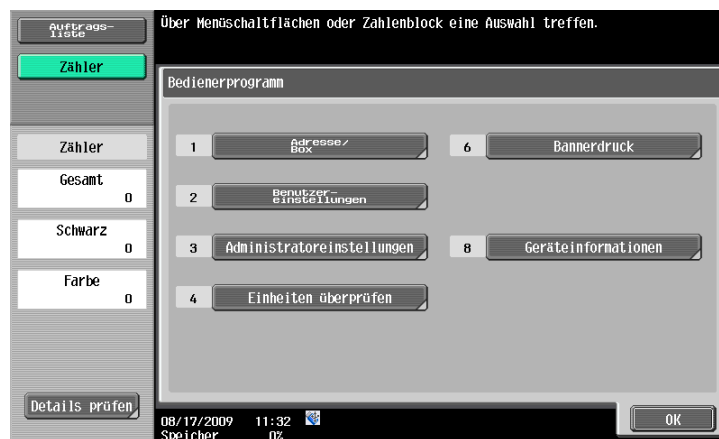 Auftrags-
liste
Zähler
Zähler
Gesamt
0
Schwarz
0
Farbe
0
Details prüfen
Über Menüschaltflächen oder Zahlenblock eine Auswahl treffen.
Bedienerprogramm
1 Adresse/
Box
2 Benutzer-
einstellungen
3 Administratoreinstellungen
4 Einheiten überprüfen
6 Bannerdruck
8 Geräteinformationen
08/17/2009 11:32
Speicher 0%
OK